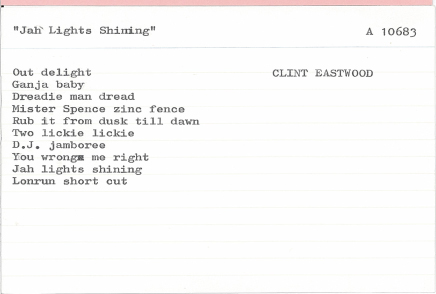 "Jah Lights Shining" A 10683
Out delight CLINT EASTWOOD
Ganja baby
Dreadie man dread
Mister Spence zinc fence
Rub it from dusk till dawn
Two lickie lickie
D.J. jamboree
You wrongs me right
Jah lights shining
Lonrun short cut